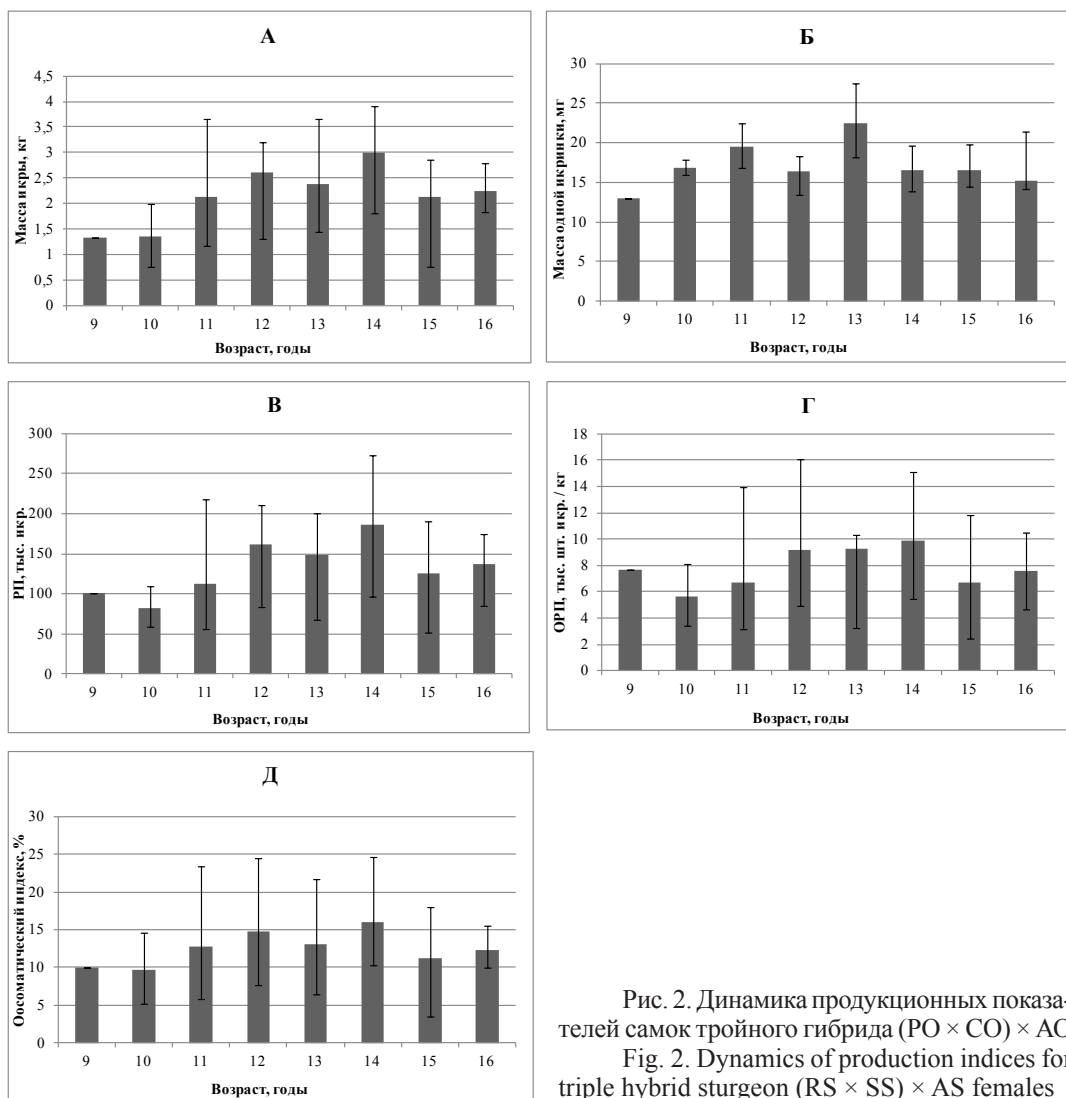 А
Масса икры, кг
4,5
4
3,5
3
2,5
2
1,5
1
0,5
0
9 10 11 12 13 14 15 16
Возраст, годы
Б
Масса одной икринки, мг
30
25
20
15
10
5
0
9 10 11 12 13 14 15 16
Возраст, годы
В
РП, тыс. икр.
300
250
200
150
100
50
0
9 10 11 12 13 14 15 16
Возраст, годы
Г
ОРП, тыс. шт. икр. / кг
18
16
14
12
10
8
6
4
2
0
9 10 11 12 13 14 15 16
Возраст, годы
Д
Оосоматический индекс, %
30
25
20
15
10
5
0
9 10 11 12 13 14 15 16
Возраст, годы
Рис. 2. Динамика продукционных показа-
телей самок тройного гибрида (РО × СО) × АО
Fig. 2. Dynamics of production indices for
triple hybrid sturgeon (RS × SS) × AS females